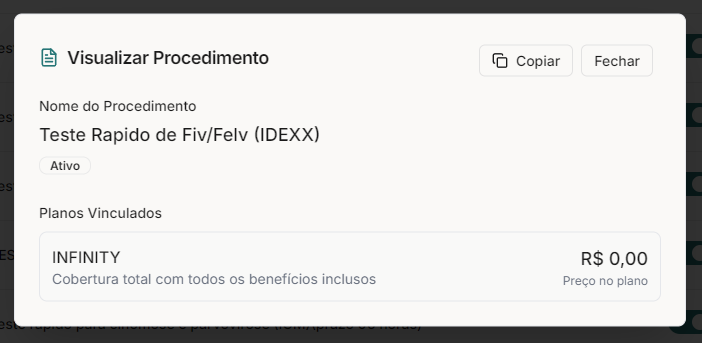 Visualizar Procedimento
Copiar
Fechar
Nome do Procedimento
Teste Rapido de Fiv/Felv (IDEXX)
Ativo
Planos Vinculados
INFINITY
R$ 0,00
Cobertura total com todos os benefícios inclusos
Preço no plano